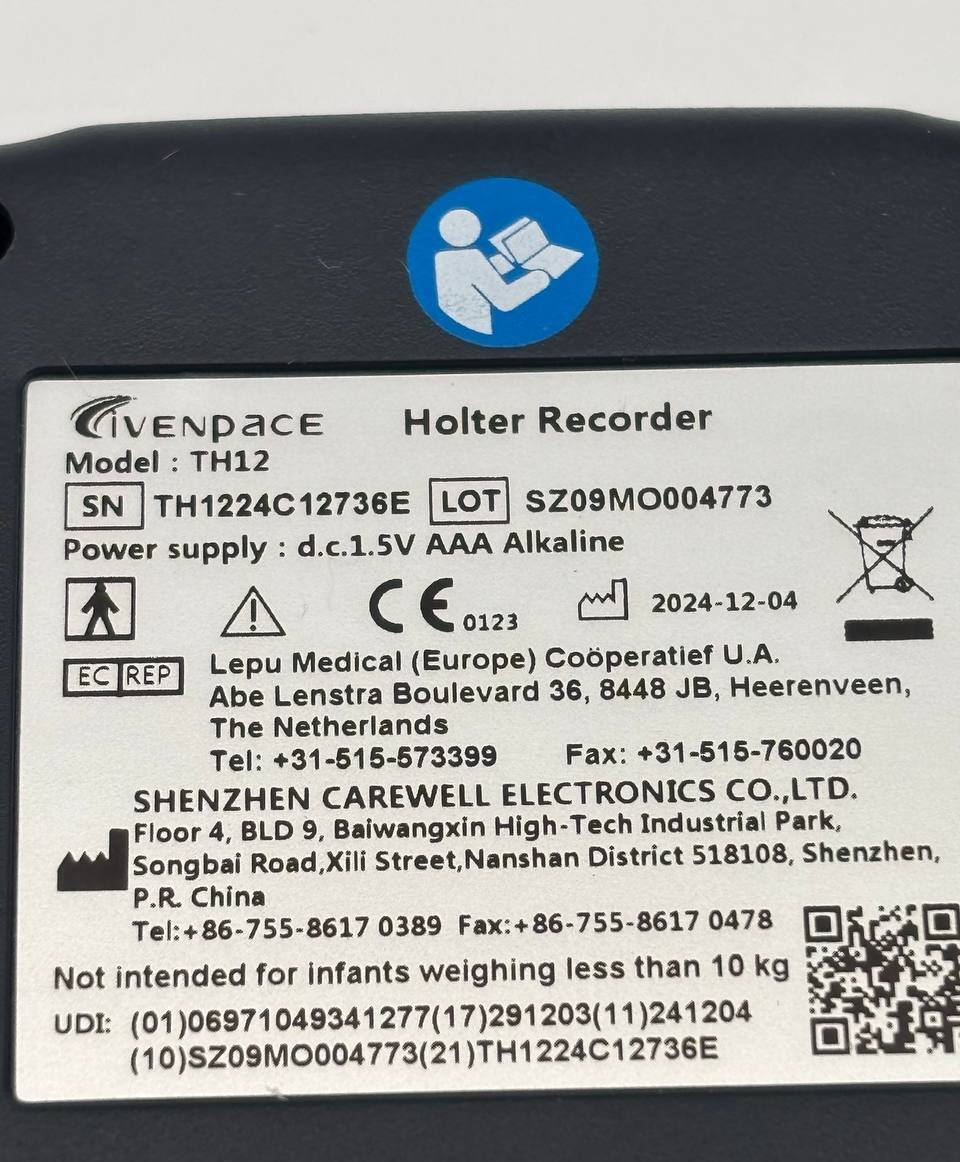 iVENPACE Holter Recorder
Model : TH12
SN TH1224C12736E LOT SZ09MO004773
Power supply : d.c.1.5V AAA Alkaline
CE 0123 2024-12-04
EC REP Lepu Medical (Europe) Coöperatief U.A.
Abe Lenstra Boulevard 36, 8448 JB, Heerenveen,
The Netherlands
Tel: +31-515-573399 Fax: +31-515-760020
SHENZHEN CAREWELL ELECTRONICS CO.,LTD.
Floor 4, BLD 9, Baiwangxin High-Tech Industrial Park,
Songbai Road,Xili Street,Nanshan District 518108, Shenzhen,
P.R. China
Tel:+86-755-8617 0389 Fax:+86-755-8617 0478
Not intended for infants weighing less than 10 kg
UDI: (01)06971049341277(17)291203(11)241204
(10)SZ09MO004773(21)TH1224C12736E